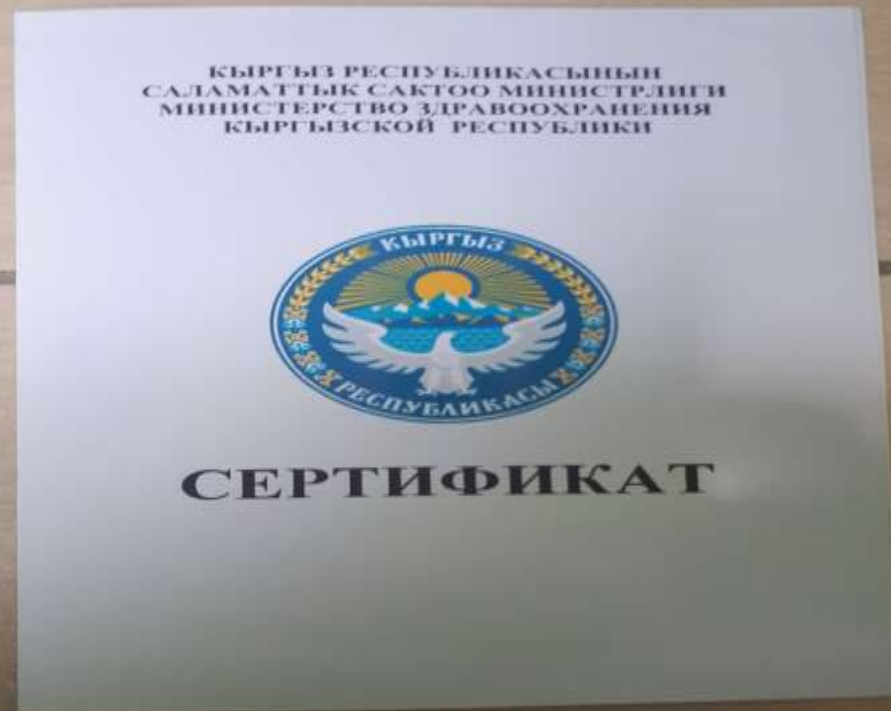 КЫРГЫЗ РЕСПУБЛИКАСЫНЫН
САЛАМАТТЫК САКТОО МИНИСТРЛИГИ
МИНИСТЕРСТВО ЗДРАВООХРАНЕНИЯ
КЫРГЫЗСКОЙ РЕСПУБЛИКИ
КЫРГЫЗ
РЕСПУБЛИКАСЫ
СЕРТИФИКАТ